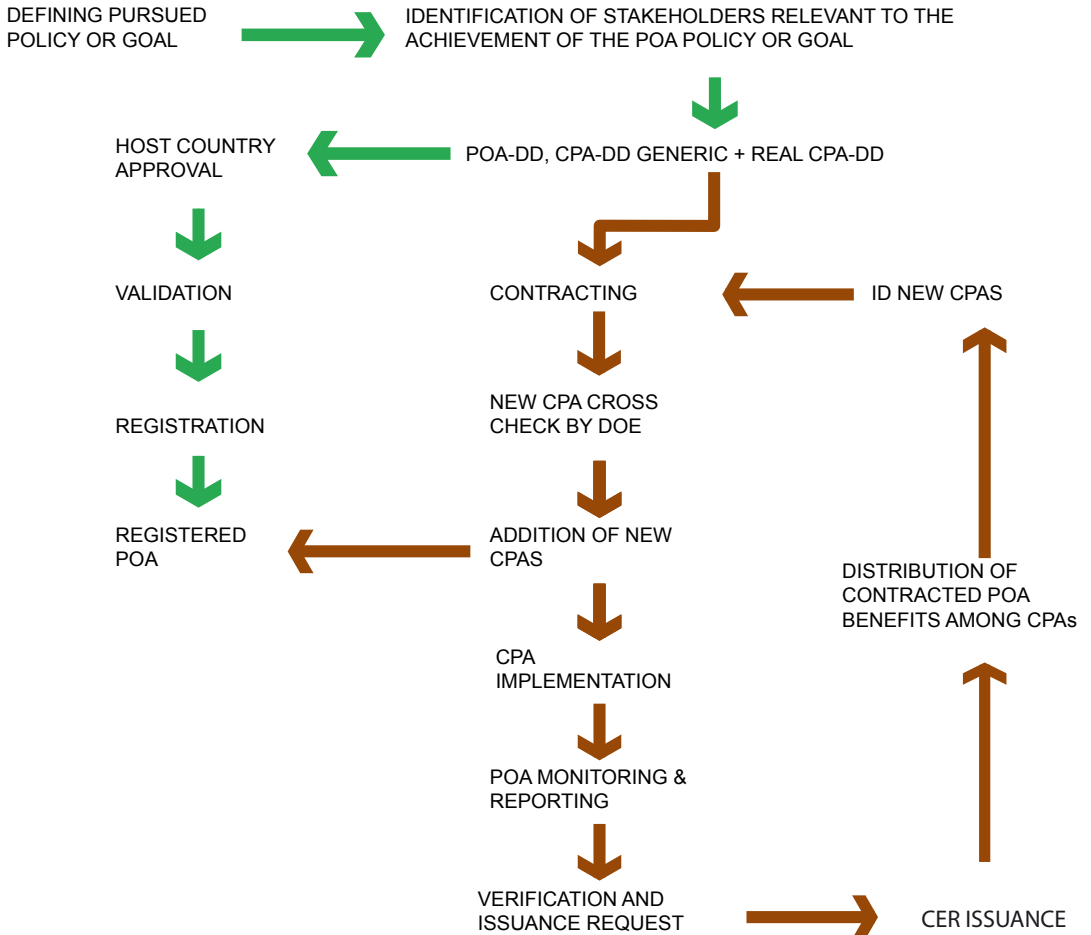 DEFINING PURSUED
POLICY OR GOAL
IDENTIFICATION OF STAKEHOLDERS RELEVANT TO THE
ACHIEVEMENT OF THE POA POLICY OR GOAL
HOST COUNTRY
APPROVAL
POA-DD, CPA-DD GENERIC + REAL CPA-DD
VALIDATION
CONTRACTING
ID NEW CPAS
REGISTRATION
NEW CPA CROSS
CHECK BY DOE
REGISTERED
POA
ADDITION OF NEW
CPAS
DISTRIBUTION OF
CONTRACTED POA
BENEFITS AMONG CPAs
CPA
IMPLEMENTATION
POA MONITORING &
REPORTING
VERIFICATION AND
ISSUANCE REQUEST
CER ISSUANCE